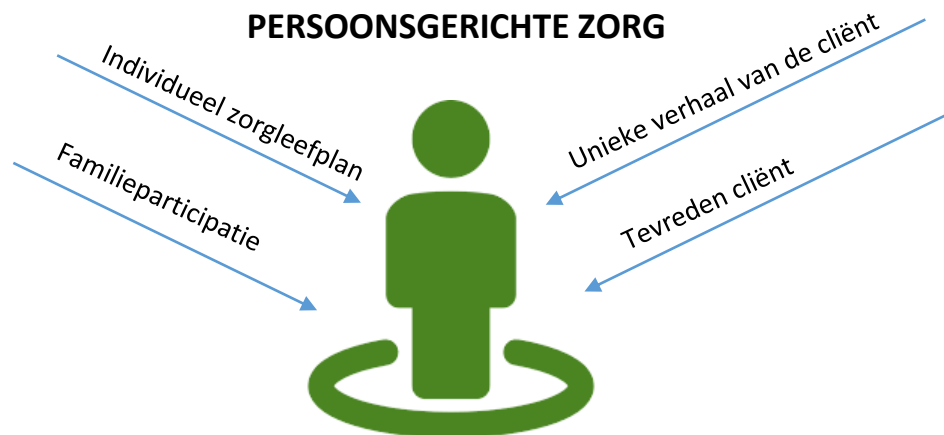 PERSOONSGERICHTE ZORG
Individueel zorgleefplan
Familieparticipatie
Unieke verhaal van de cliënt
Tevreden cliënt